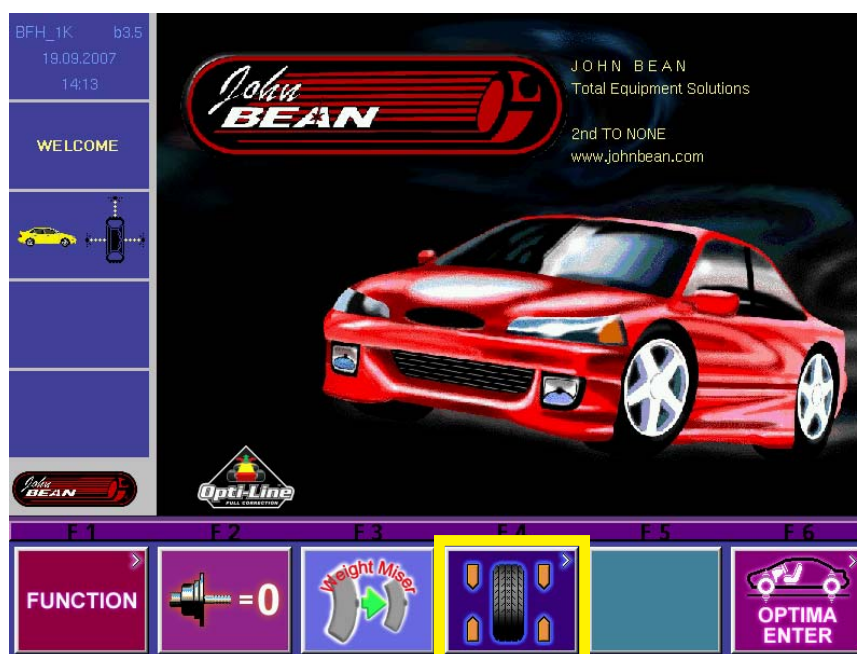 BFH_1K b3.5
19.09.2007
14:13
WELCOME
John
BEAN
JOHN BEAN
Total Equipment Solutions
2nd TO NONE
www.johnbean.com
John
BEAN
Opti-Line
FULL CORRECTION
F 1 F 2 F 3 F 4 F 5 F 6
FUNCTION
=0
Weight Miser
OPTIMA
ENTER